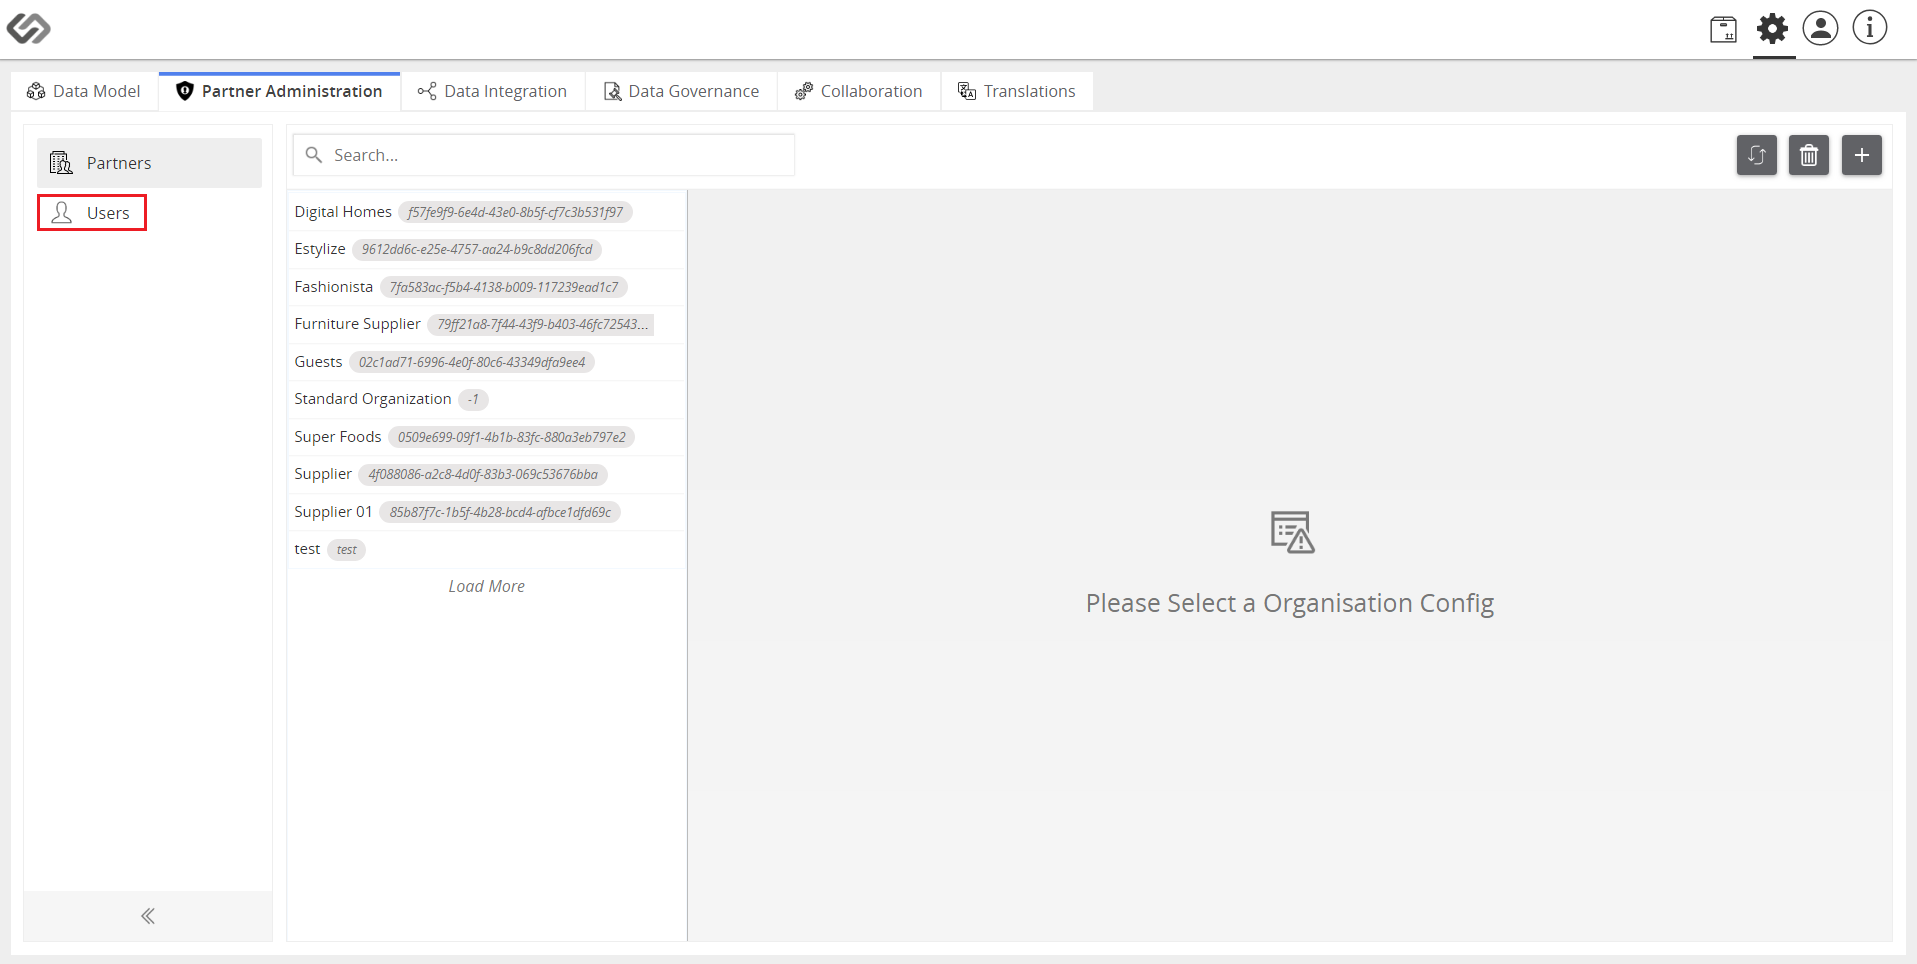 Data Model
Partner Administration
Data Integration
Data Governance
Collaboration
Translations
Partners
Users
Search...
Digital Homes f57fe9f9-6e4d-43e0-8b5f-cf7c3b531f97
Estylize 9612dd6c-e25e-4757-aa24-b9c8dd206fcd
Fashionista 7fa583ac-f5b4-4138-b009-117239ead1c7
Furniture Supplier 79ff21a8-7f44-43f9-b403-46fc72543...
Guests 02c1ad71-6996-4e0f-80c6-43349dfa9ee4
Standard Organization -1
Super Foods 0509e699-09f1-4b1b-83fc-880a3eb797e2
Supplier 4f088086-a2c8-4d0f-83b3-069c53676bba
Supplier 01 85b87f7c-1b5f-4b28-bcd4-afbce1dfd69c
test test
Load More
Please Select a Organisation Config